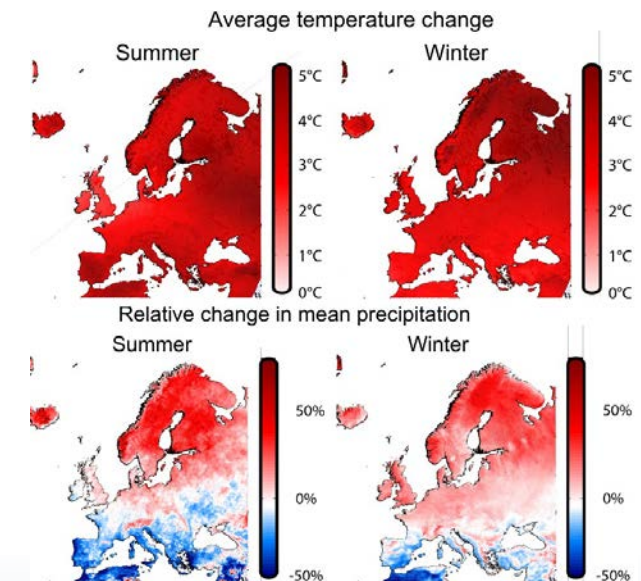 Average temperature change
Summer
Winter
5°C
4°C
3°C
2°C
1°C
0°C
5°C
4°C
3°C
2°C
1°C
0°C
Relative change in mean precipitation
Summer
Winter
50%
0%
-50%
50%
0%
-50%